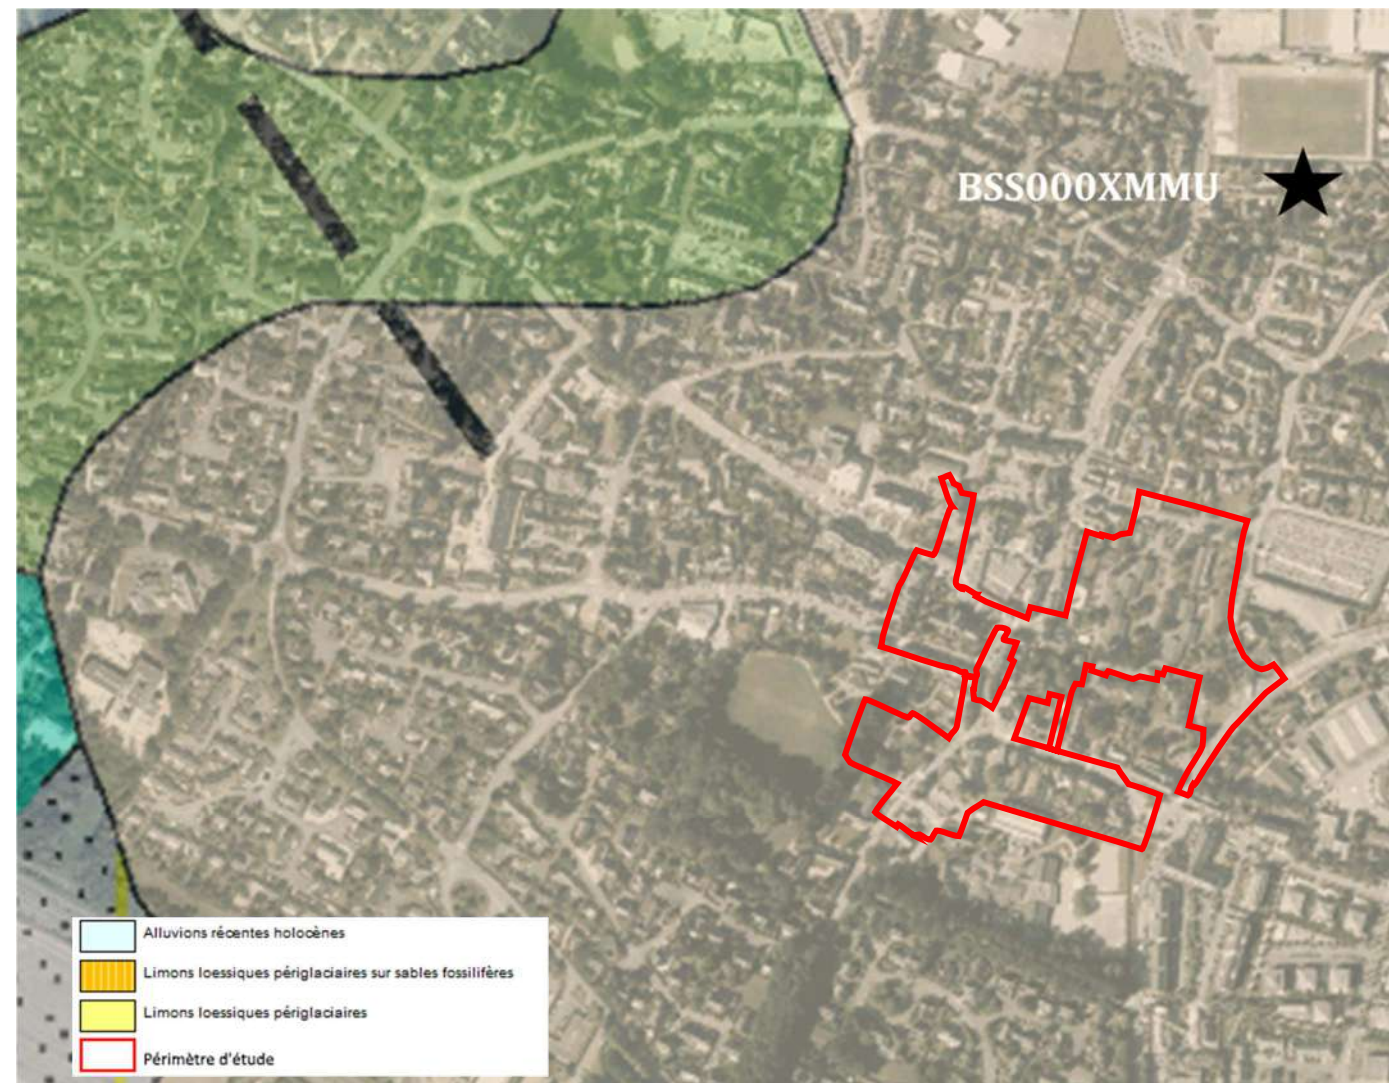 BSS000XMMU
Alluvions récentes holocènes
Limons loessiques périglaciaires sur sables fossilifères
Limons loessiques périglaciaires
Périmètre d'étude